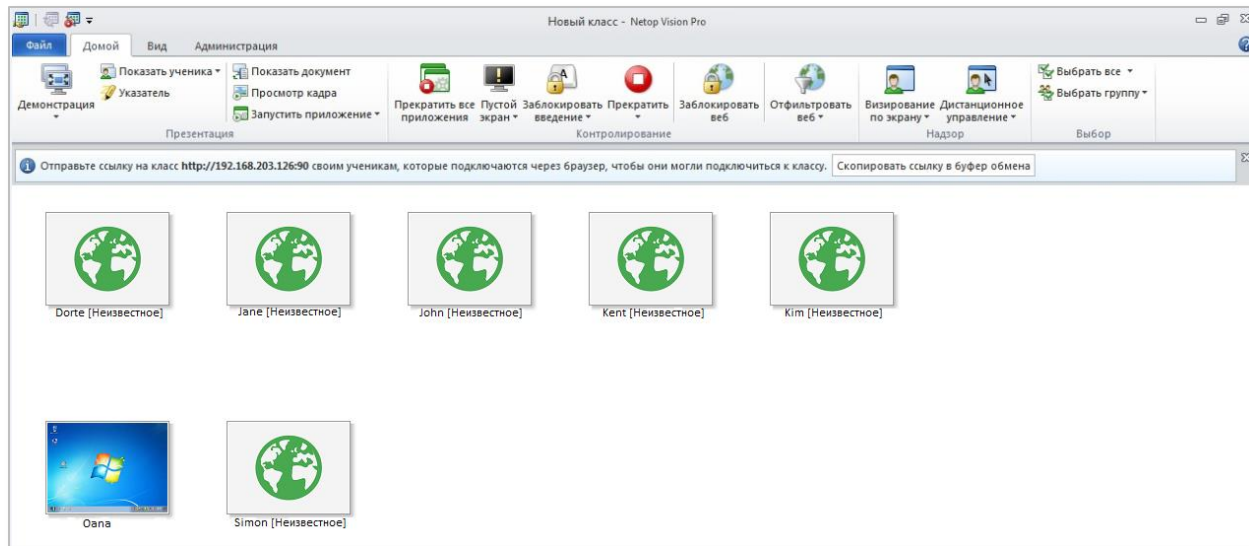 Новый класс - Netop Vision Pro
Файл Домой Вид Администрация
Демонстрация
Показать ученика
Указатель
Показать документ
Просмотр кадра
Запустить приложение
Презентация
Прекратить все приложения
Пустой экран
Заблокировать введение
Прекратить
Заблокировать веб
Отфильтровать веб
Контролирование
Визирование по экрану
Дистанционное управление
Надзор
Выбрать все
Выбрать группу
Выбор
Отправьте ссылку на класс http://192.168.203.126:90 своим ученикам, которые подключаются через браузер, чтобы они могли подключиться к классу. Скопировать ссылку в буфер обмена
Dorte [Неизвестное] Jane [Неизвестное] John [Неизвестное] Kent [Неизвестное] Kim [Неизвестное]
Oana Simon [Неизвестное]